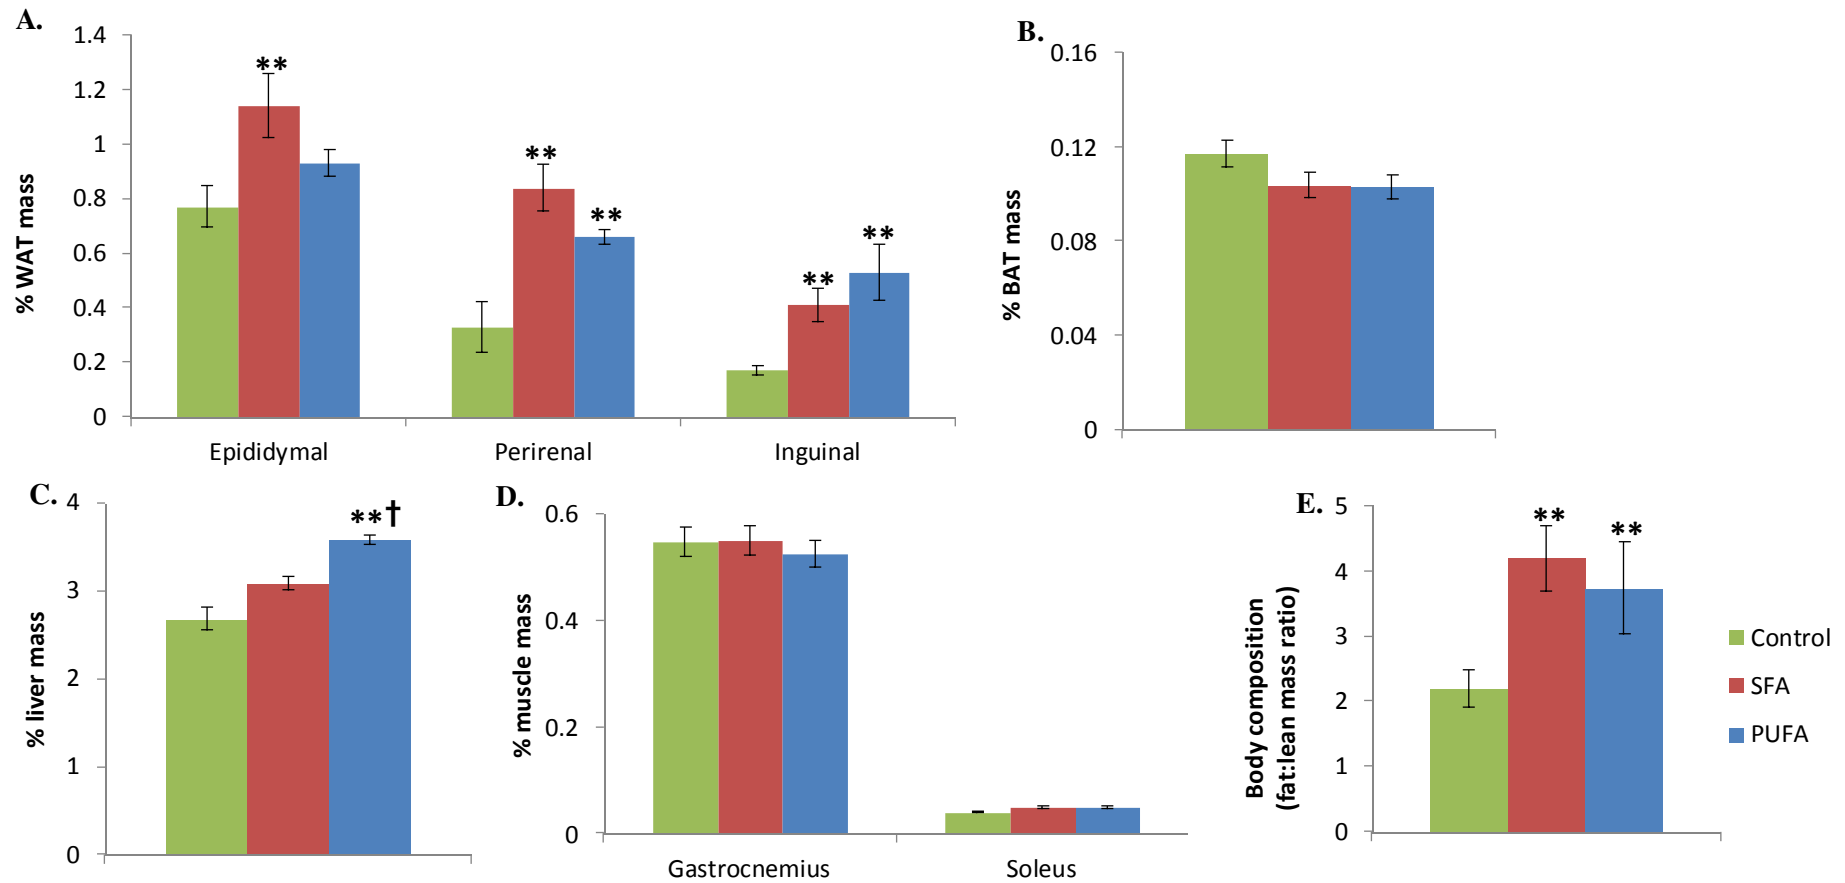 A.
1.4
1.2
1
0.8
0.6
0.4
0.2
0
% WAT mass
**
**
**
**
**
Epididymal
Perirenal
Inguinal
B.
0.16
0.12
0.08
0.04
0
% BAT mass
C.
4
3
2
1
0
% liver mass
**†
D.
0.6
0.4
0.2
0
% muscle mass
Gastrocnemius
Soleus
E.
5
4
3
2
1
0
Body composition
(fat:lean mass ratio)
**
**
Control
SFA
PUFA